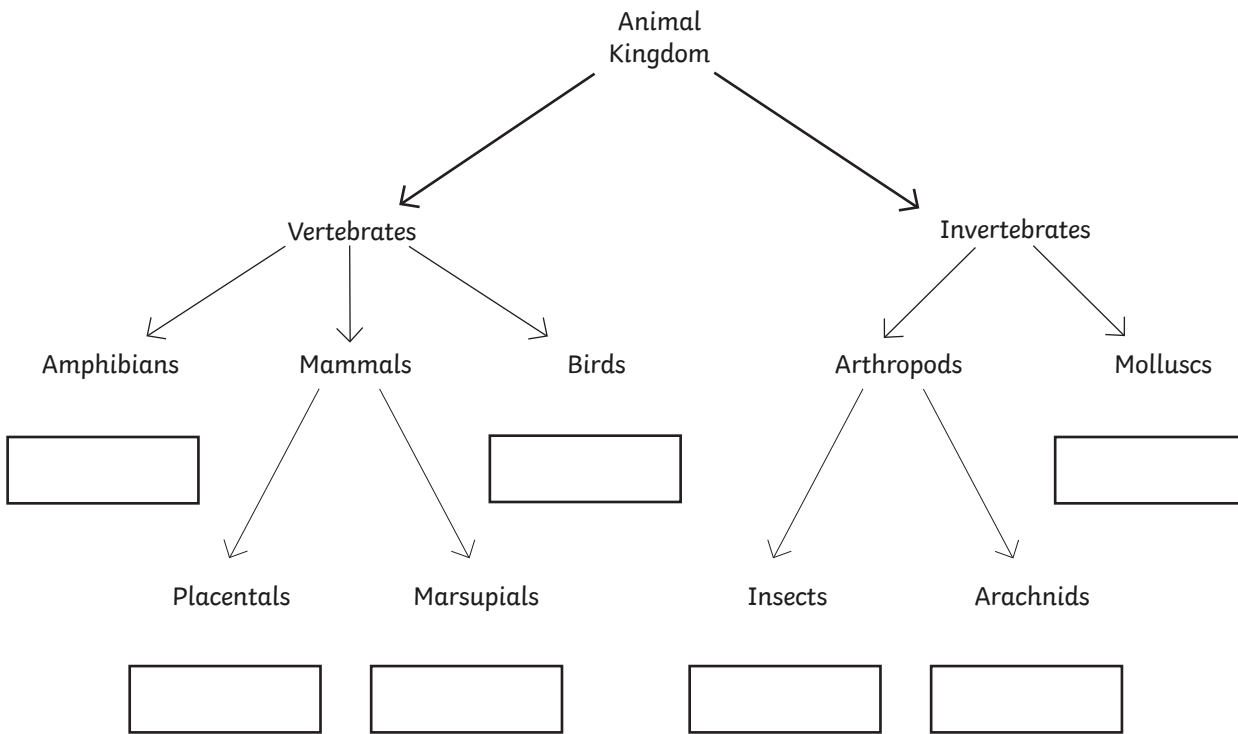 Animal
Kingdom
Vertebrates
Invertebrates
Amphibians
Mammals
Birds
Arthropods
Molluscs
Placentals
Marsupials
Insects
Arachnids